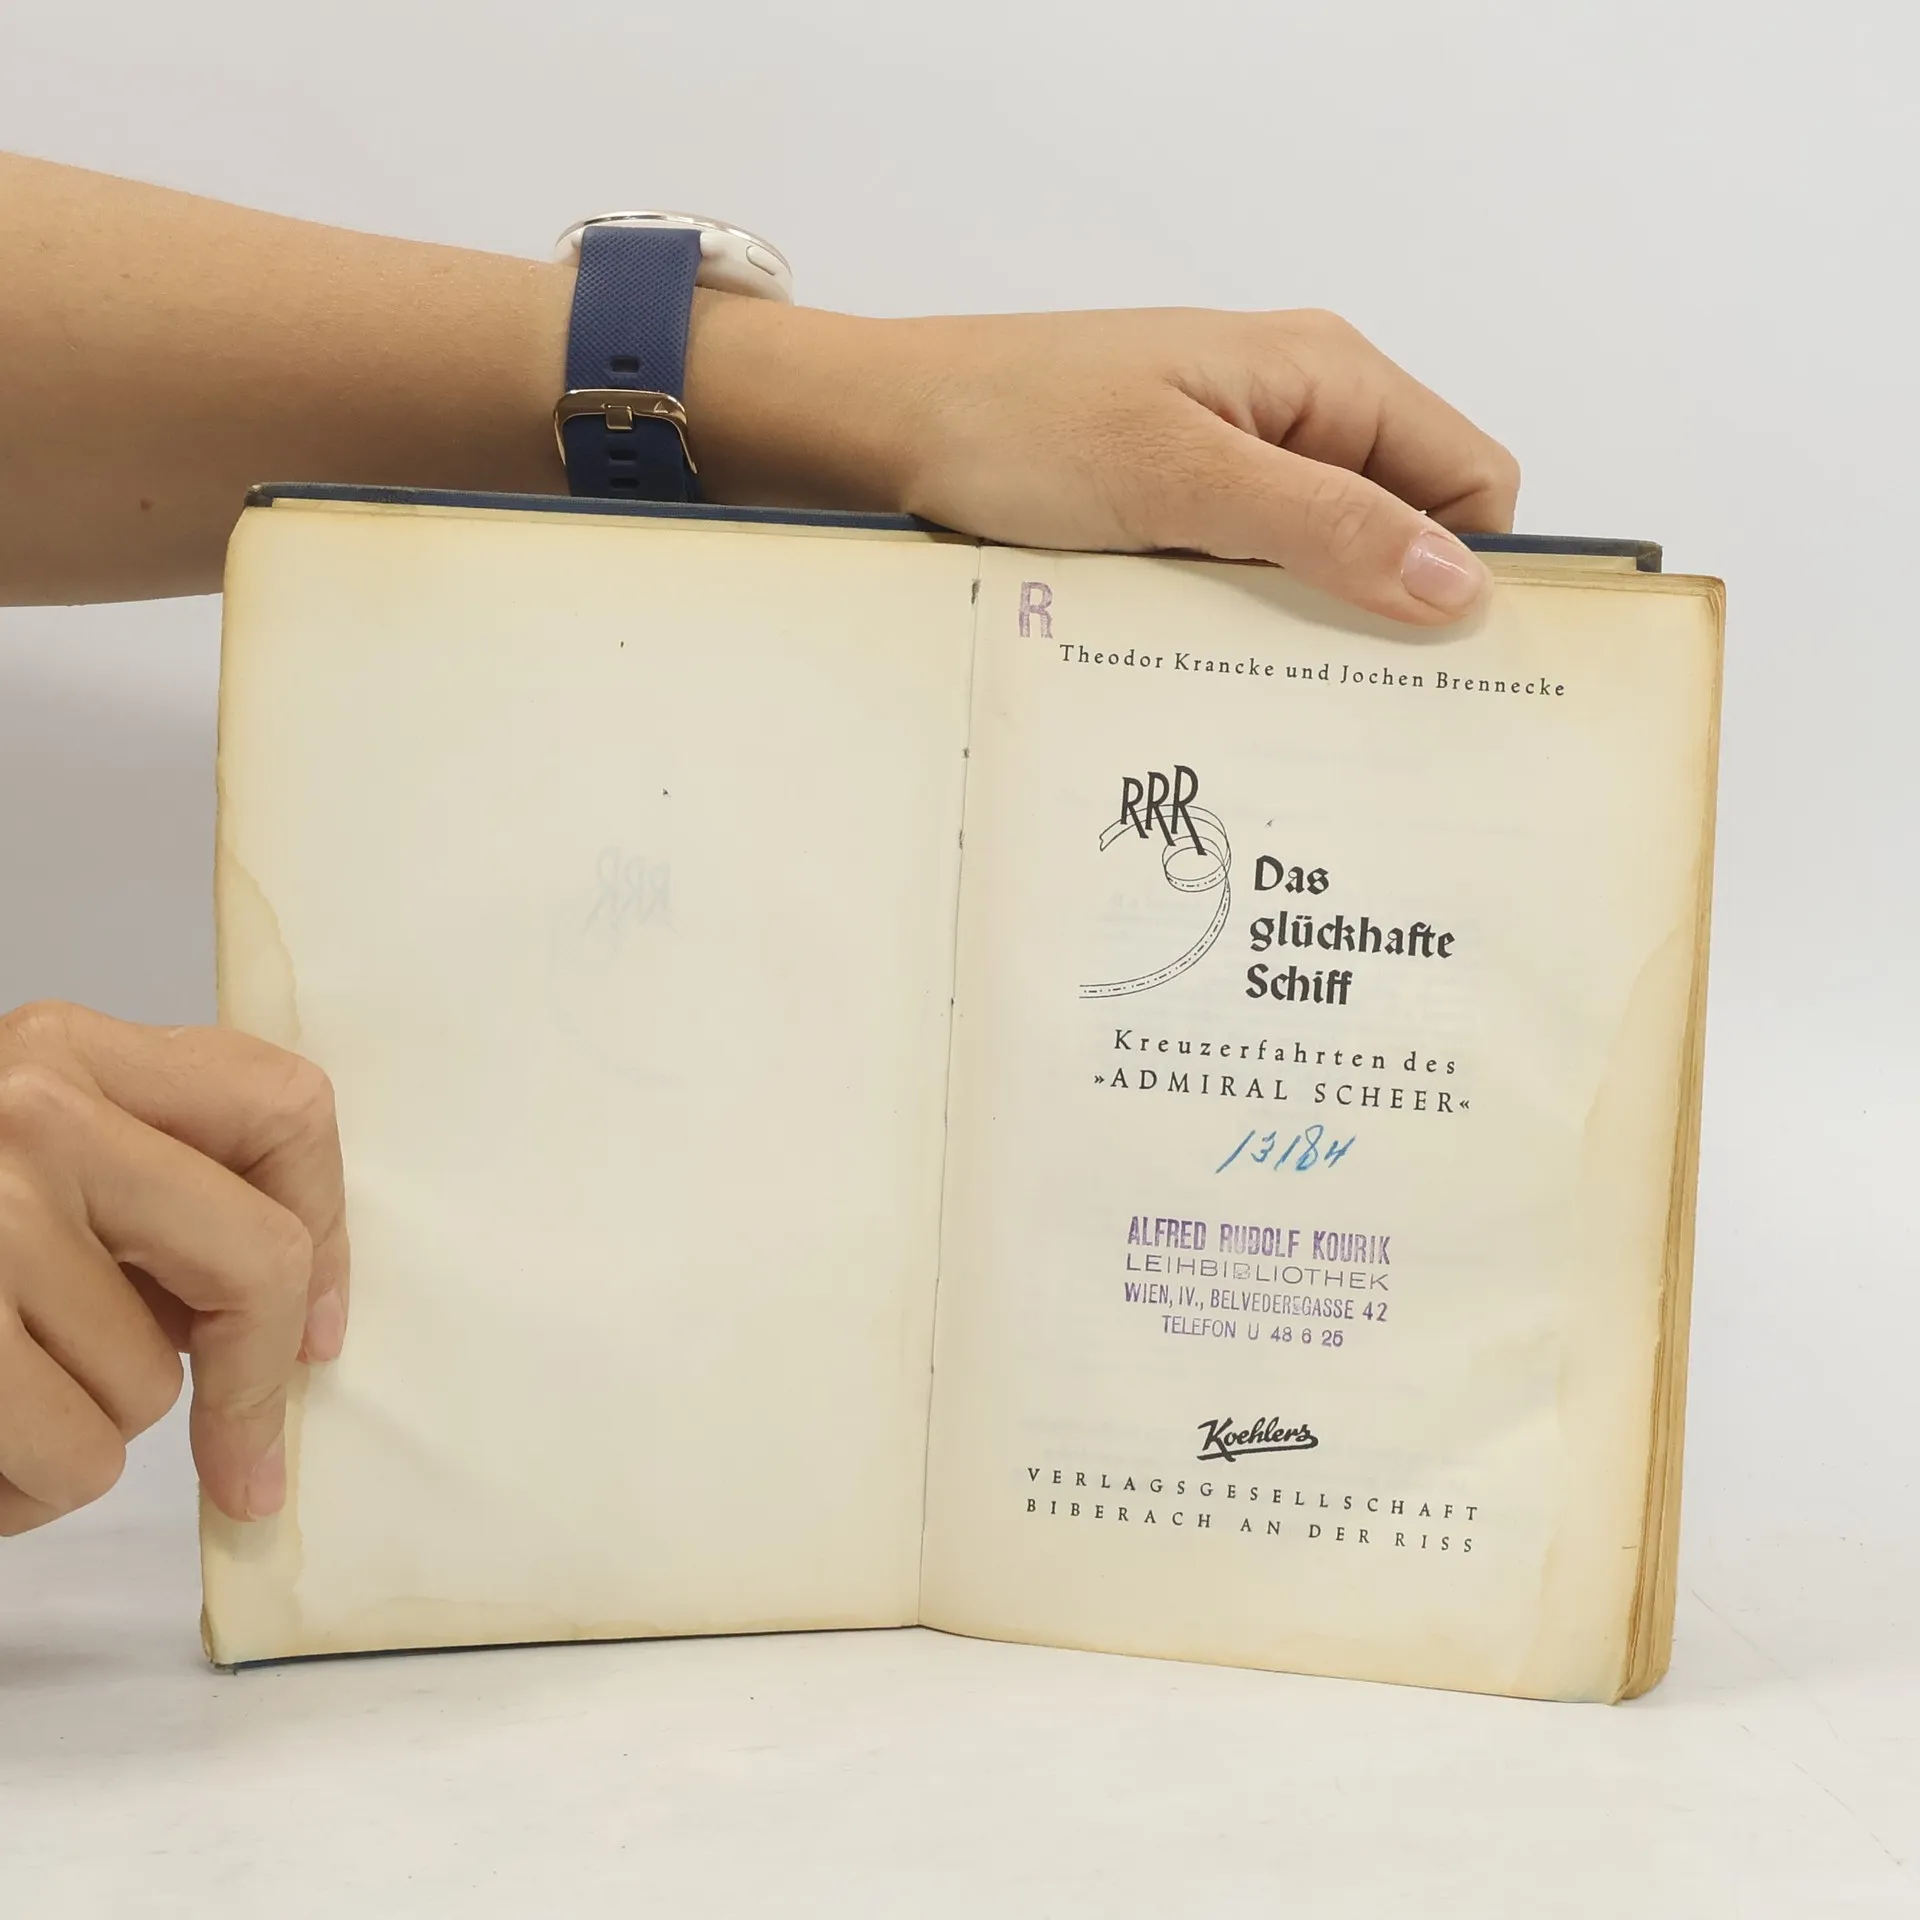 R
Theodor Krancke und Jochen Brennecke
RRR
Das
glückhafte
Schiff
Kreuzerfahrten des
»ADMIRAL SCHEER«
13184
ALFRED RUDOLF KOURIK
LEIHBIBLIOTHEK
WIEN, IV., BELVEDEREGASSE 42
TELEFON U 48 6 25
Koehlers
VERLAGSGESELLSCHAFT
BIBERACH AN DER RISS